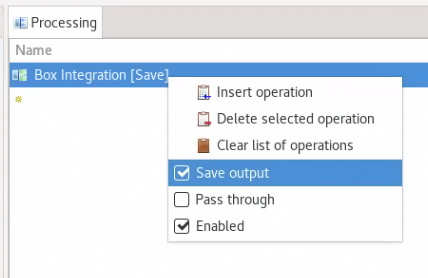 Processing
Name
Box Integration [Save]
Insert operation
Delete selected operation
Clear list of operations
Save output
Pass through
Enabled